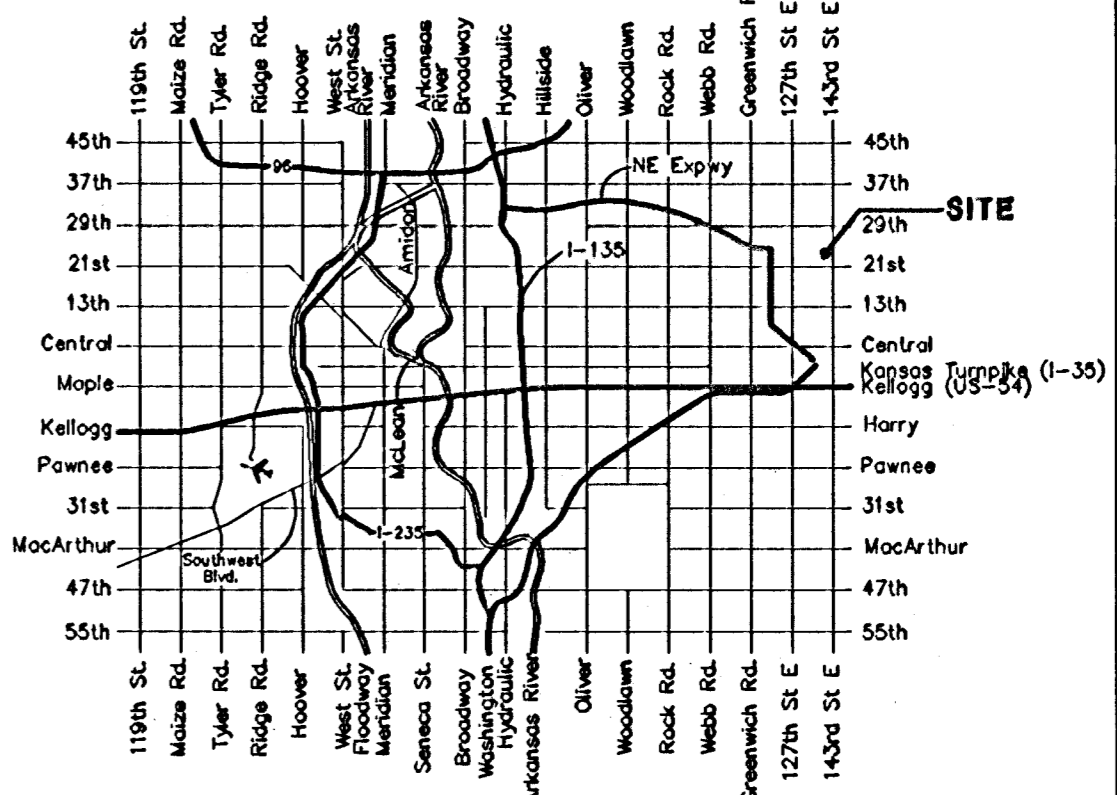 119th St.
Maize Rd.
Tyler Rd.
Ridge Rd.
Hoover
West St.
Arkansas River
Meridian
Arkansas River
Broadway
Hydraulic
Hillside
Oliver
Woodlawn
Rock Rd.
Webb Rd.
Greenwich
127th St E
143rd St E
45th
37th
29th
21st
13th
Central
Maple
Kellogg
Pawnee
31st
MacArthur
47th
55th
96
NE Expwy
SITE
Amidon
I-135
McLean
I-235
Southwest
Blvd.
45th
37th
29th
21st
13th
Central
Kansas Turnpike (I-35)
Kellogg (US-54)
Harry
Pawnee
31st
MacArthur
47th
55th
119th St.
Maize Rd.
Tyler Rd.
Ridge Rd.
Hoover
West St.
Floodway
Meridian
Seneca St.
Broadway
Washington
Hydraulic
Arkansas River
Oliver
Woodlawn
Rock Rd.
Webb Rd.
Greenwich Rd.
127th St E
143rd St E